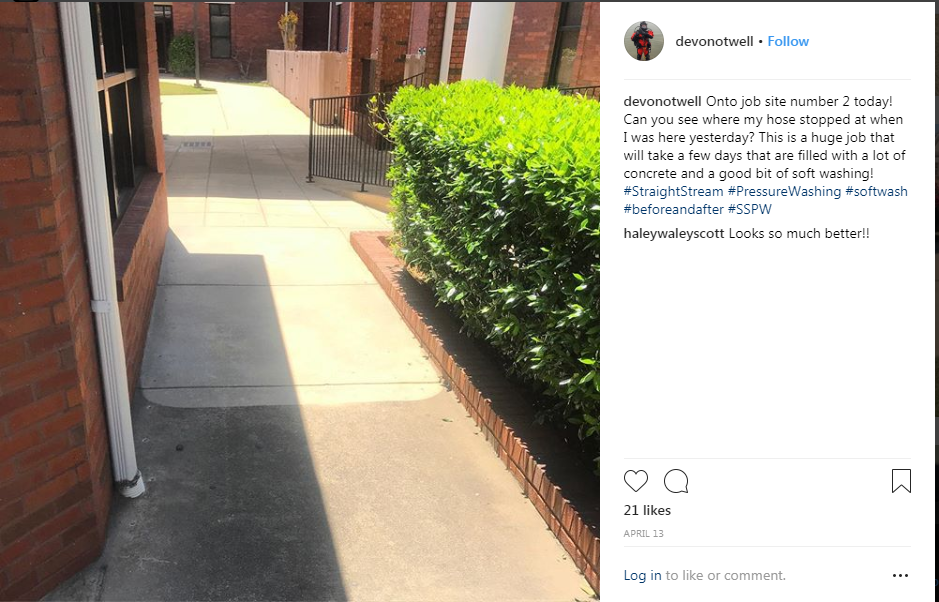 devonotwell • Follow
devonotwell Onto job site number 2 today!
Can you see where my hose stopped at when
I was here yesterday? This is a huge job that
will take a few days that are filled with a lot of
concrete and a good bit of soft washing!
#StraightStream #PressureWashing #softwash
#beforeandafter #SSPW
haleywaleyscott Looks so much better!!
21 likes
APRIL 13
Log in to like or comment.